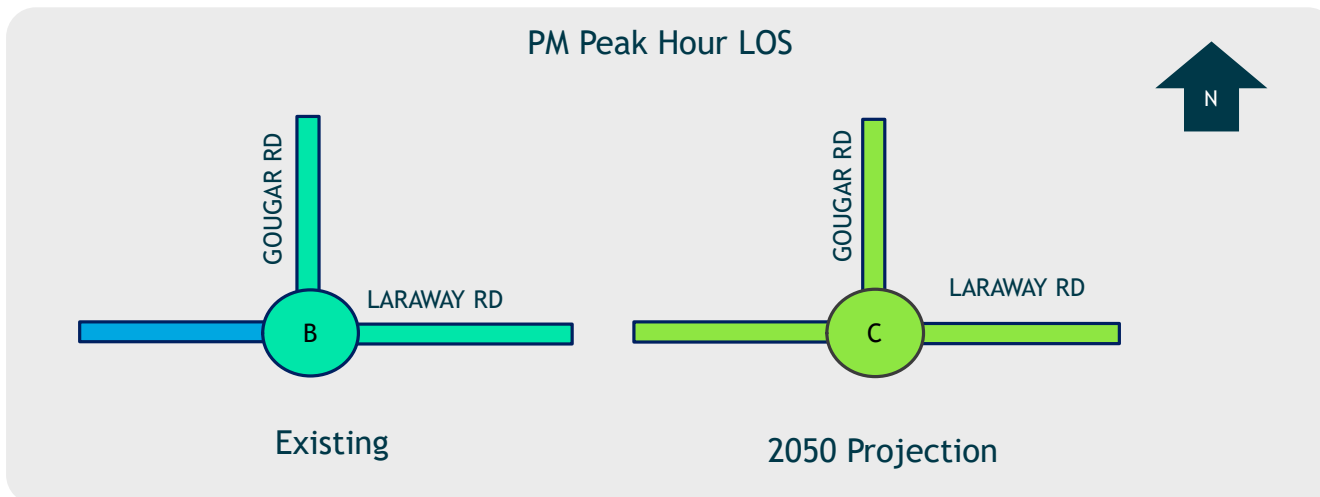 PM Peak Hour LOS
N
GOUGAR RD
LARAWAY RD
B
Existing
GOUGAR RD
LARAWAY RD
C
2050 Projection